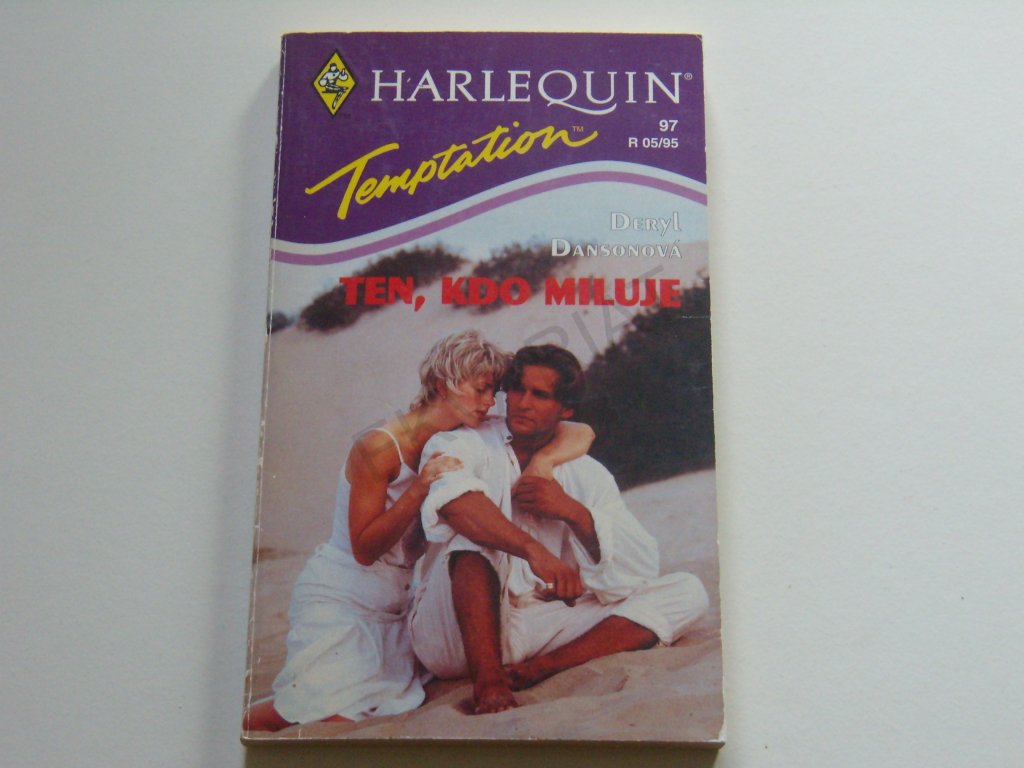 HARLEQUIN®
Temptation™
97
R 05/95
Deryl
Dansonová
TEN, KDO MILUJE